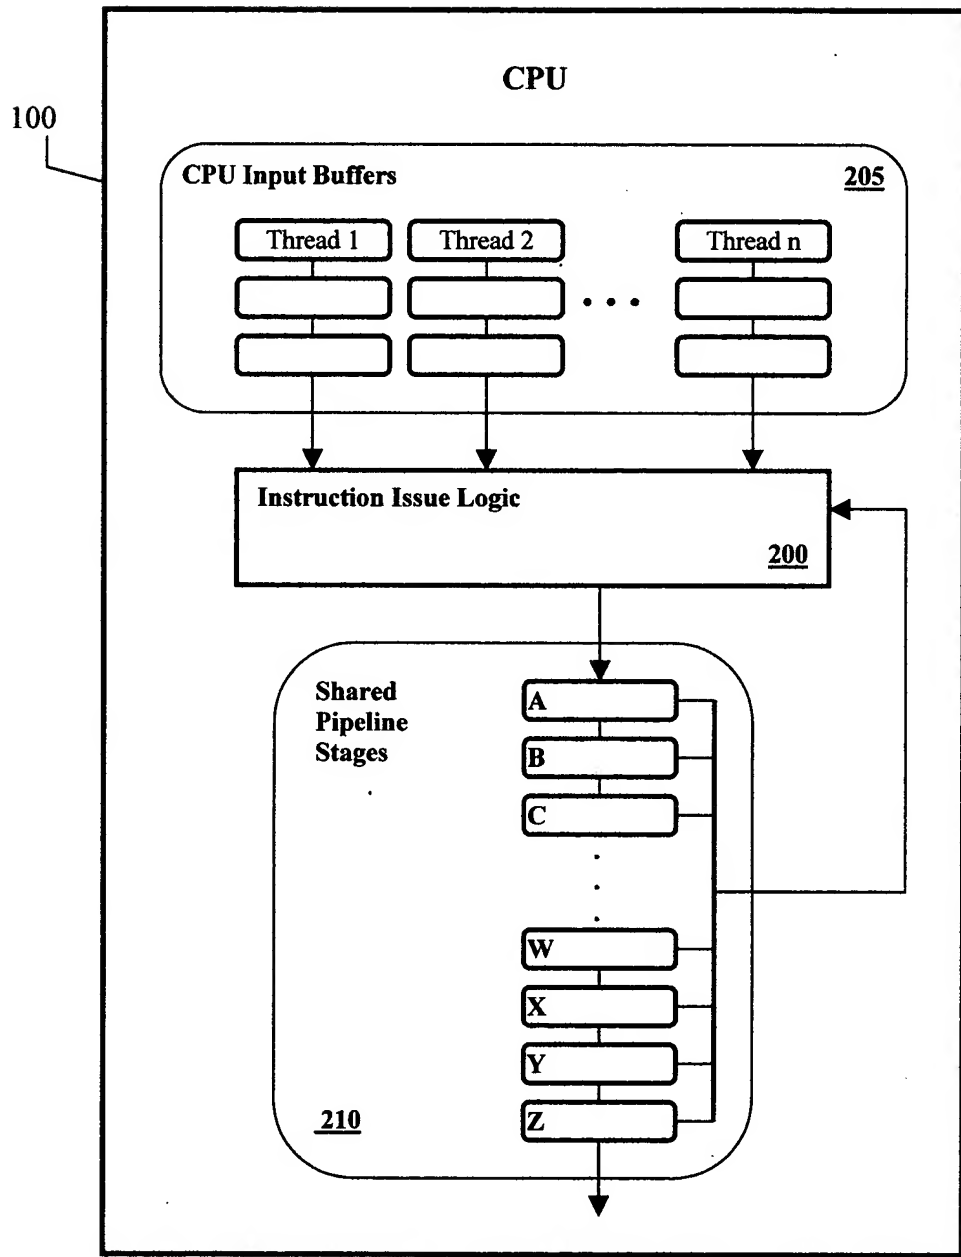 CPU
100
CPU Input Buffers
205
Thread 1
Thread 2
Thread n
Instruction Issue Logic
200
Shared
Pipeline
Stages
A
B
C
W
X
Y
Z
210